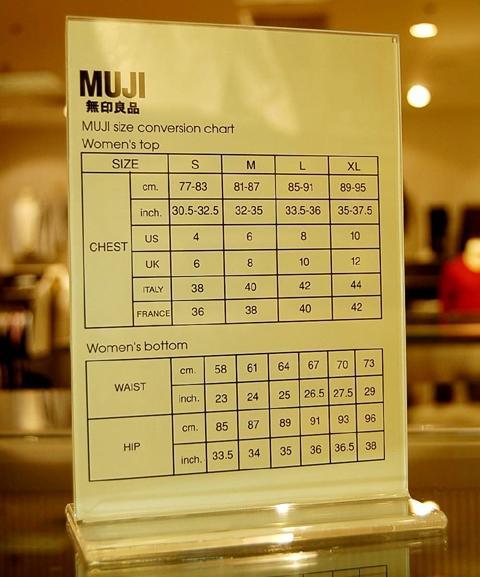 MUJI
無印良品
MUJI size conversion chart
Women's top
SIZE S M L XL
CHEST
cm. 77-83 81-87 85-91 89-95
inch. 30.5-32.5 32-35 33.5-36 35-37.5
US 4 6 8 10
UK 6 8 10 12
ITALY 38 40 42 44
FRANCE 36 38 40 42
Women's bottom
WAIST
cm. 58 61 64 67 70 73
inch. 23 24 25 26.5 27.5 29
HIP
cm. 85 87 89 91 93 96
inch. 33.5 34 35 36 36.5 38